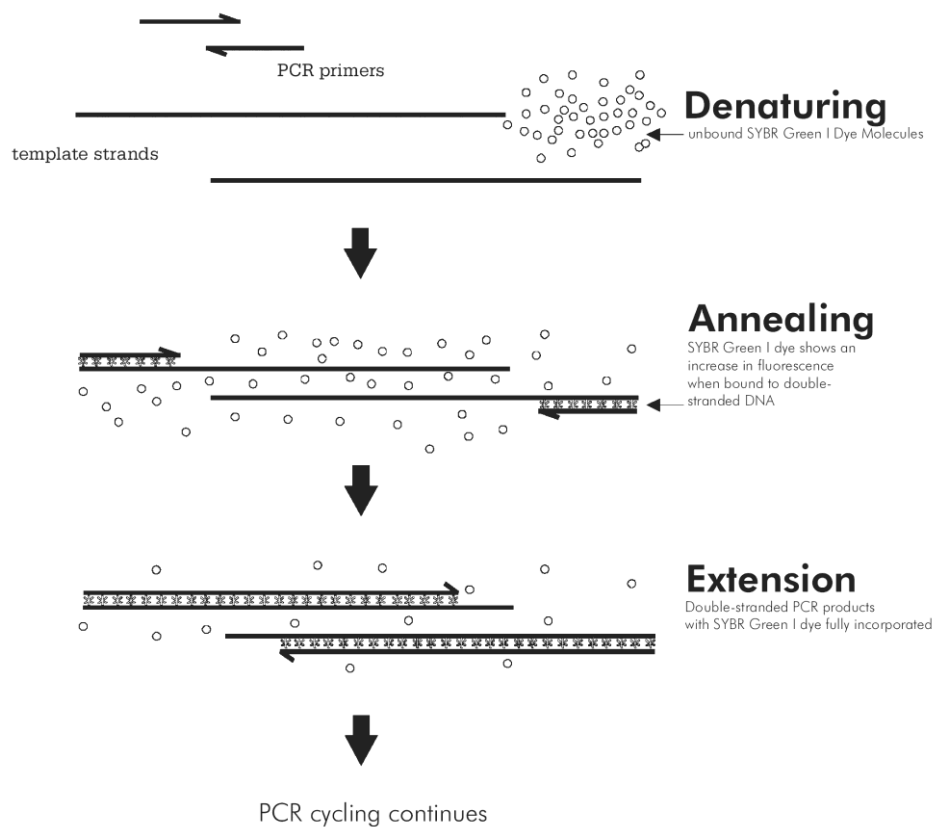 PCR primers
Denaturing
unbound SYBR Green I Dye Molecules
template strands
Annealing
SYBR Green I dye shows an
increase in fluorescence
when bound to double-
stranded DNA
Extension
Double-stranded PCR products
with SYBR Green I dye fully incorporated
PCR cycling continues